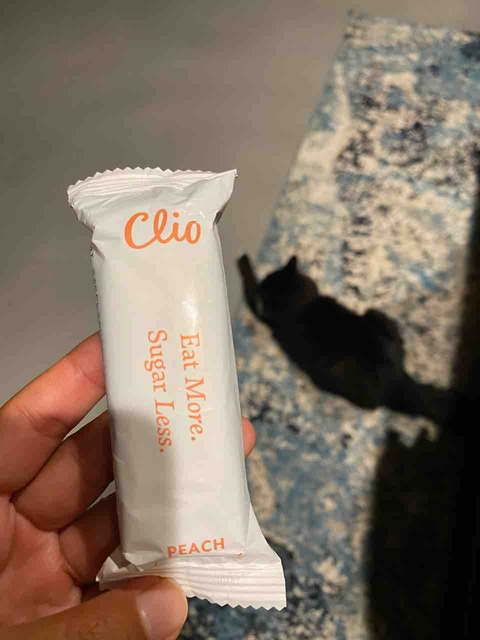 Clio
Eat More.
Sugar Less.
PEACH